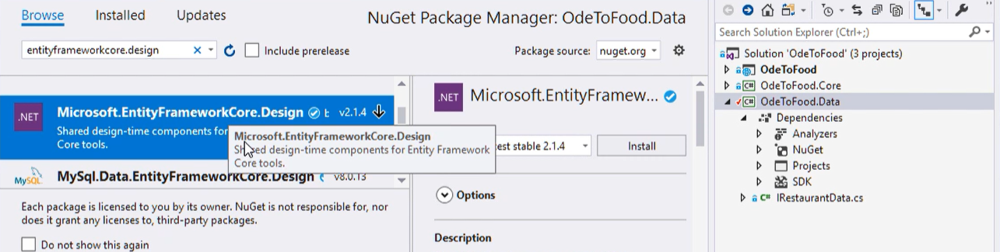 Browse Installed Updates
NuGet Package Manager: OdeToFood.Data
entityframeworkcore.design
Include prerelease
Package source: nuget.org
.NET
Microsoft.EntityFrameworkCore.Design
v2.1.4
Shared design-time components for
Core tools.
Microsoft.EntityFrameworkCore.Design
Shared design-time components for Entity Framework
Core tools.
MySQL
MySql.Data.EntityFrameworkCore.Design
v8.0.13
Each package is licensed to you by its owner. NuGet is not responsible for, nor
does it grant any licenses to, third-party packages.
Do not show this again
.NET
Microsoft.EntityFramew...
est stable 2.1.4
Install
Options
Description
Search Solution Explorer (Ctrl+;)
Solution 'OdeToFood' (3 projects)
OdeToFood
C# OdeToFood.Core
C# OdeToFood.Data
Dependencies
Analyzers
NuGet
Projects
SDK
C# IRestaurantData.cs